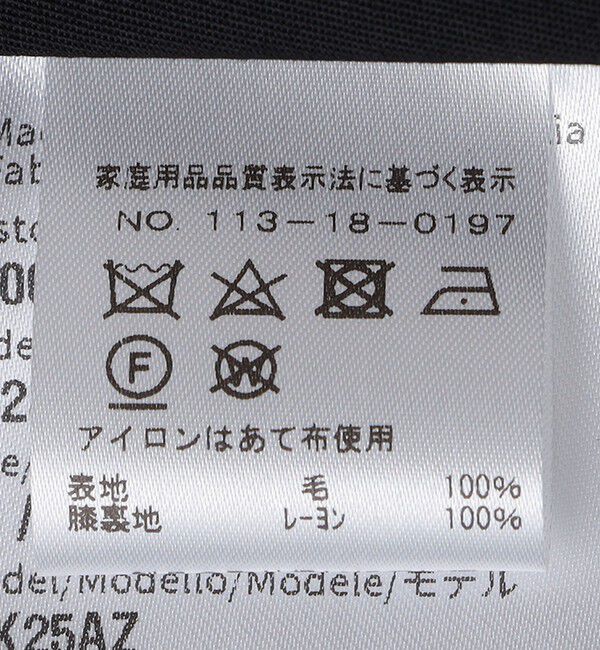 家庭用品品質表示法に基づく表示
NO. 113-18-0197
F
W
アイロンはあて布使用
表地 毛 100%
膝裏地 レーヨン 100%
del/Modello/Modele/モデル
K25AZ